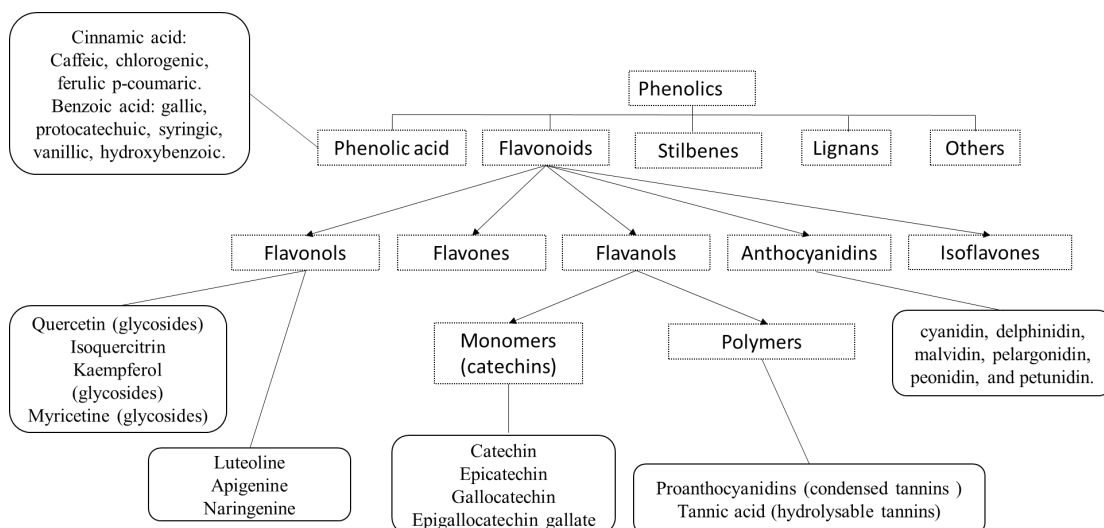 Cinnamic acid:
Caffeic, chlorogenic,
ferulic p-coumaric.
Benzoic acid: gallic,
protocatechuic, syringic,
vanillic, hydroxybenzoic.
Phenolics
Phenolic acid
Flavonoids
Stilbenes
Lignans
Others
Flavonols
Flavones
Flavanols
Anthocyanidins
Isoflavones
Quercetin (glycosides)
Isoquercitrin
Kaempferol
(glycosides)
Myricetine (glycosides)
Monomers
(catechins)
Polymers
cyanidin, delphinidin,
malvidin, pelargonidin,
peonidin, and petunidin.
Luteoline
Apigenine
Naringenine
Catechin
Epicatechin
Gallocatechin
Epigallocatechin gallate
Proanthocyanidins (condensed tannins )
Tannic acid (hydrolysable tannins)